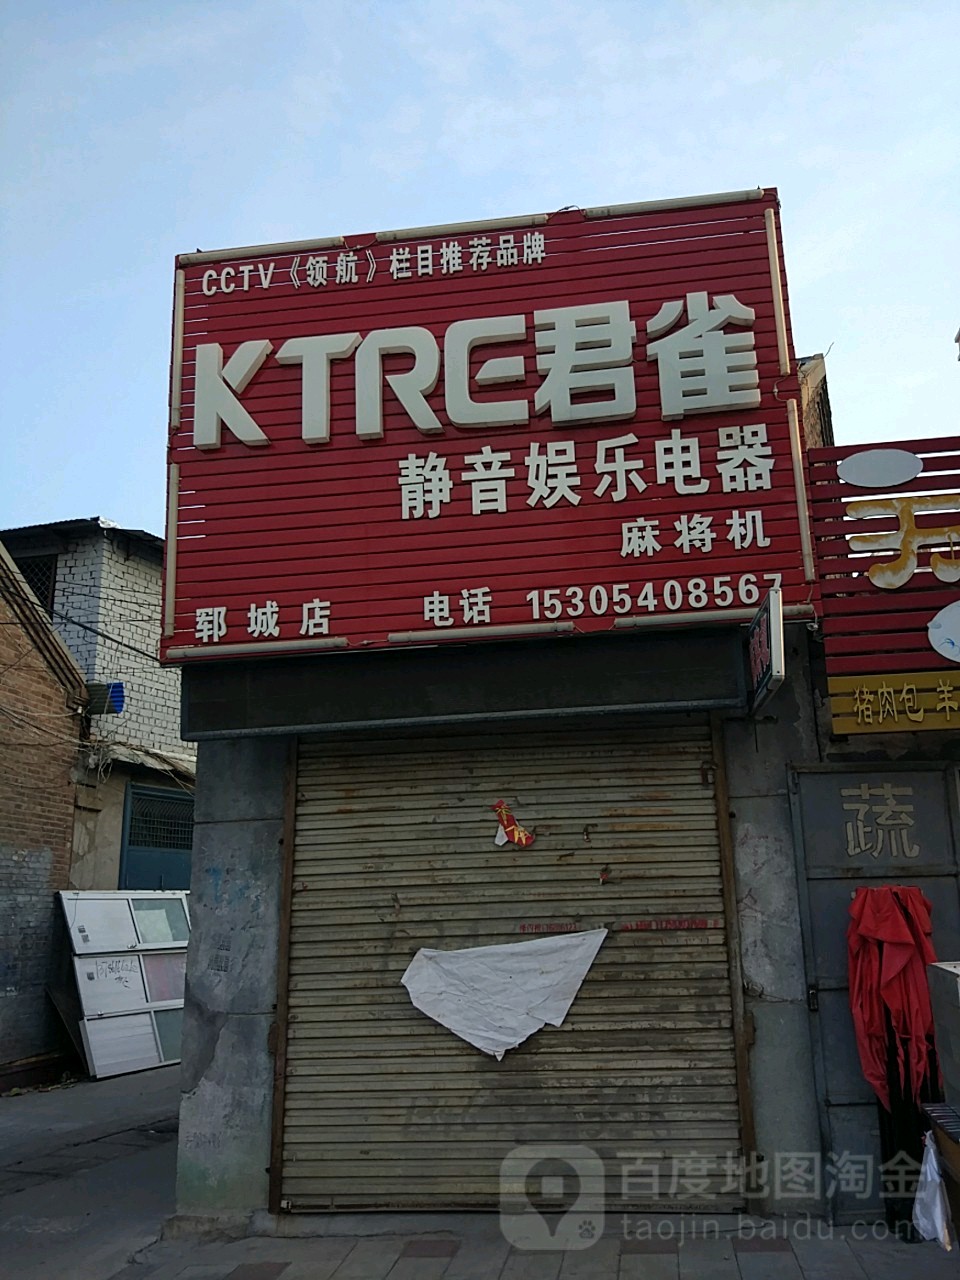 CCTV《领航》栏目推荐品牌
KTRE君雀
静音娱乐电器
麻将机
郓城店 电话 15305408567
猪肉包 羊
蔬
百度地图淘金
taojin.baidu.com